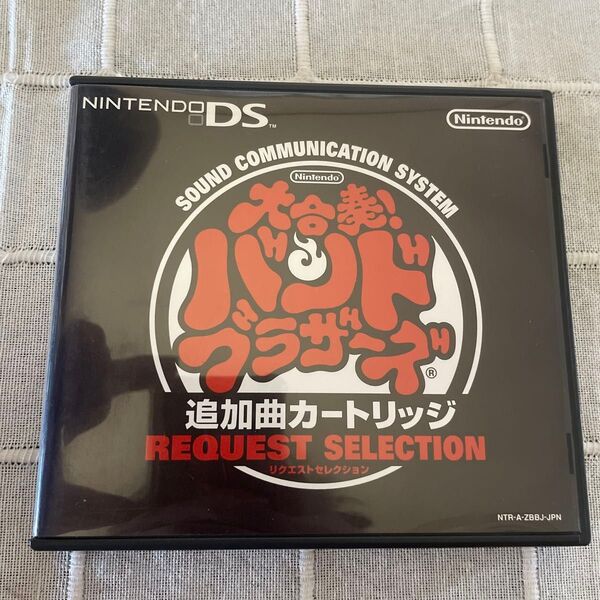 NINTENDO DS™
Nintendo
SOUND COMMUNICATION SYSTEM
Nintendo
大合奏!
バンド
ブラザーズ®
追加曲カートリッジ
REQUEST SELECTION
リクエストセレクション
NTR-A-ZBBJ-JPN